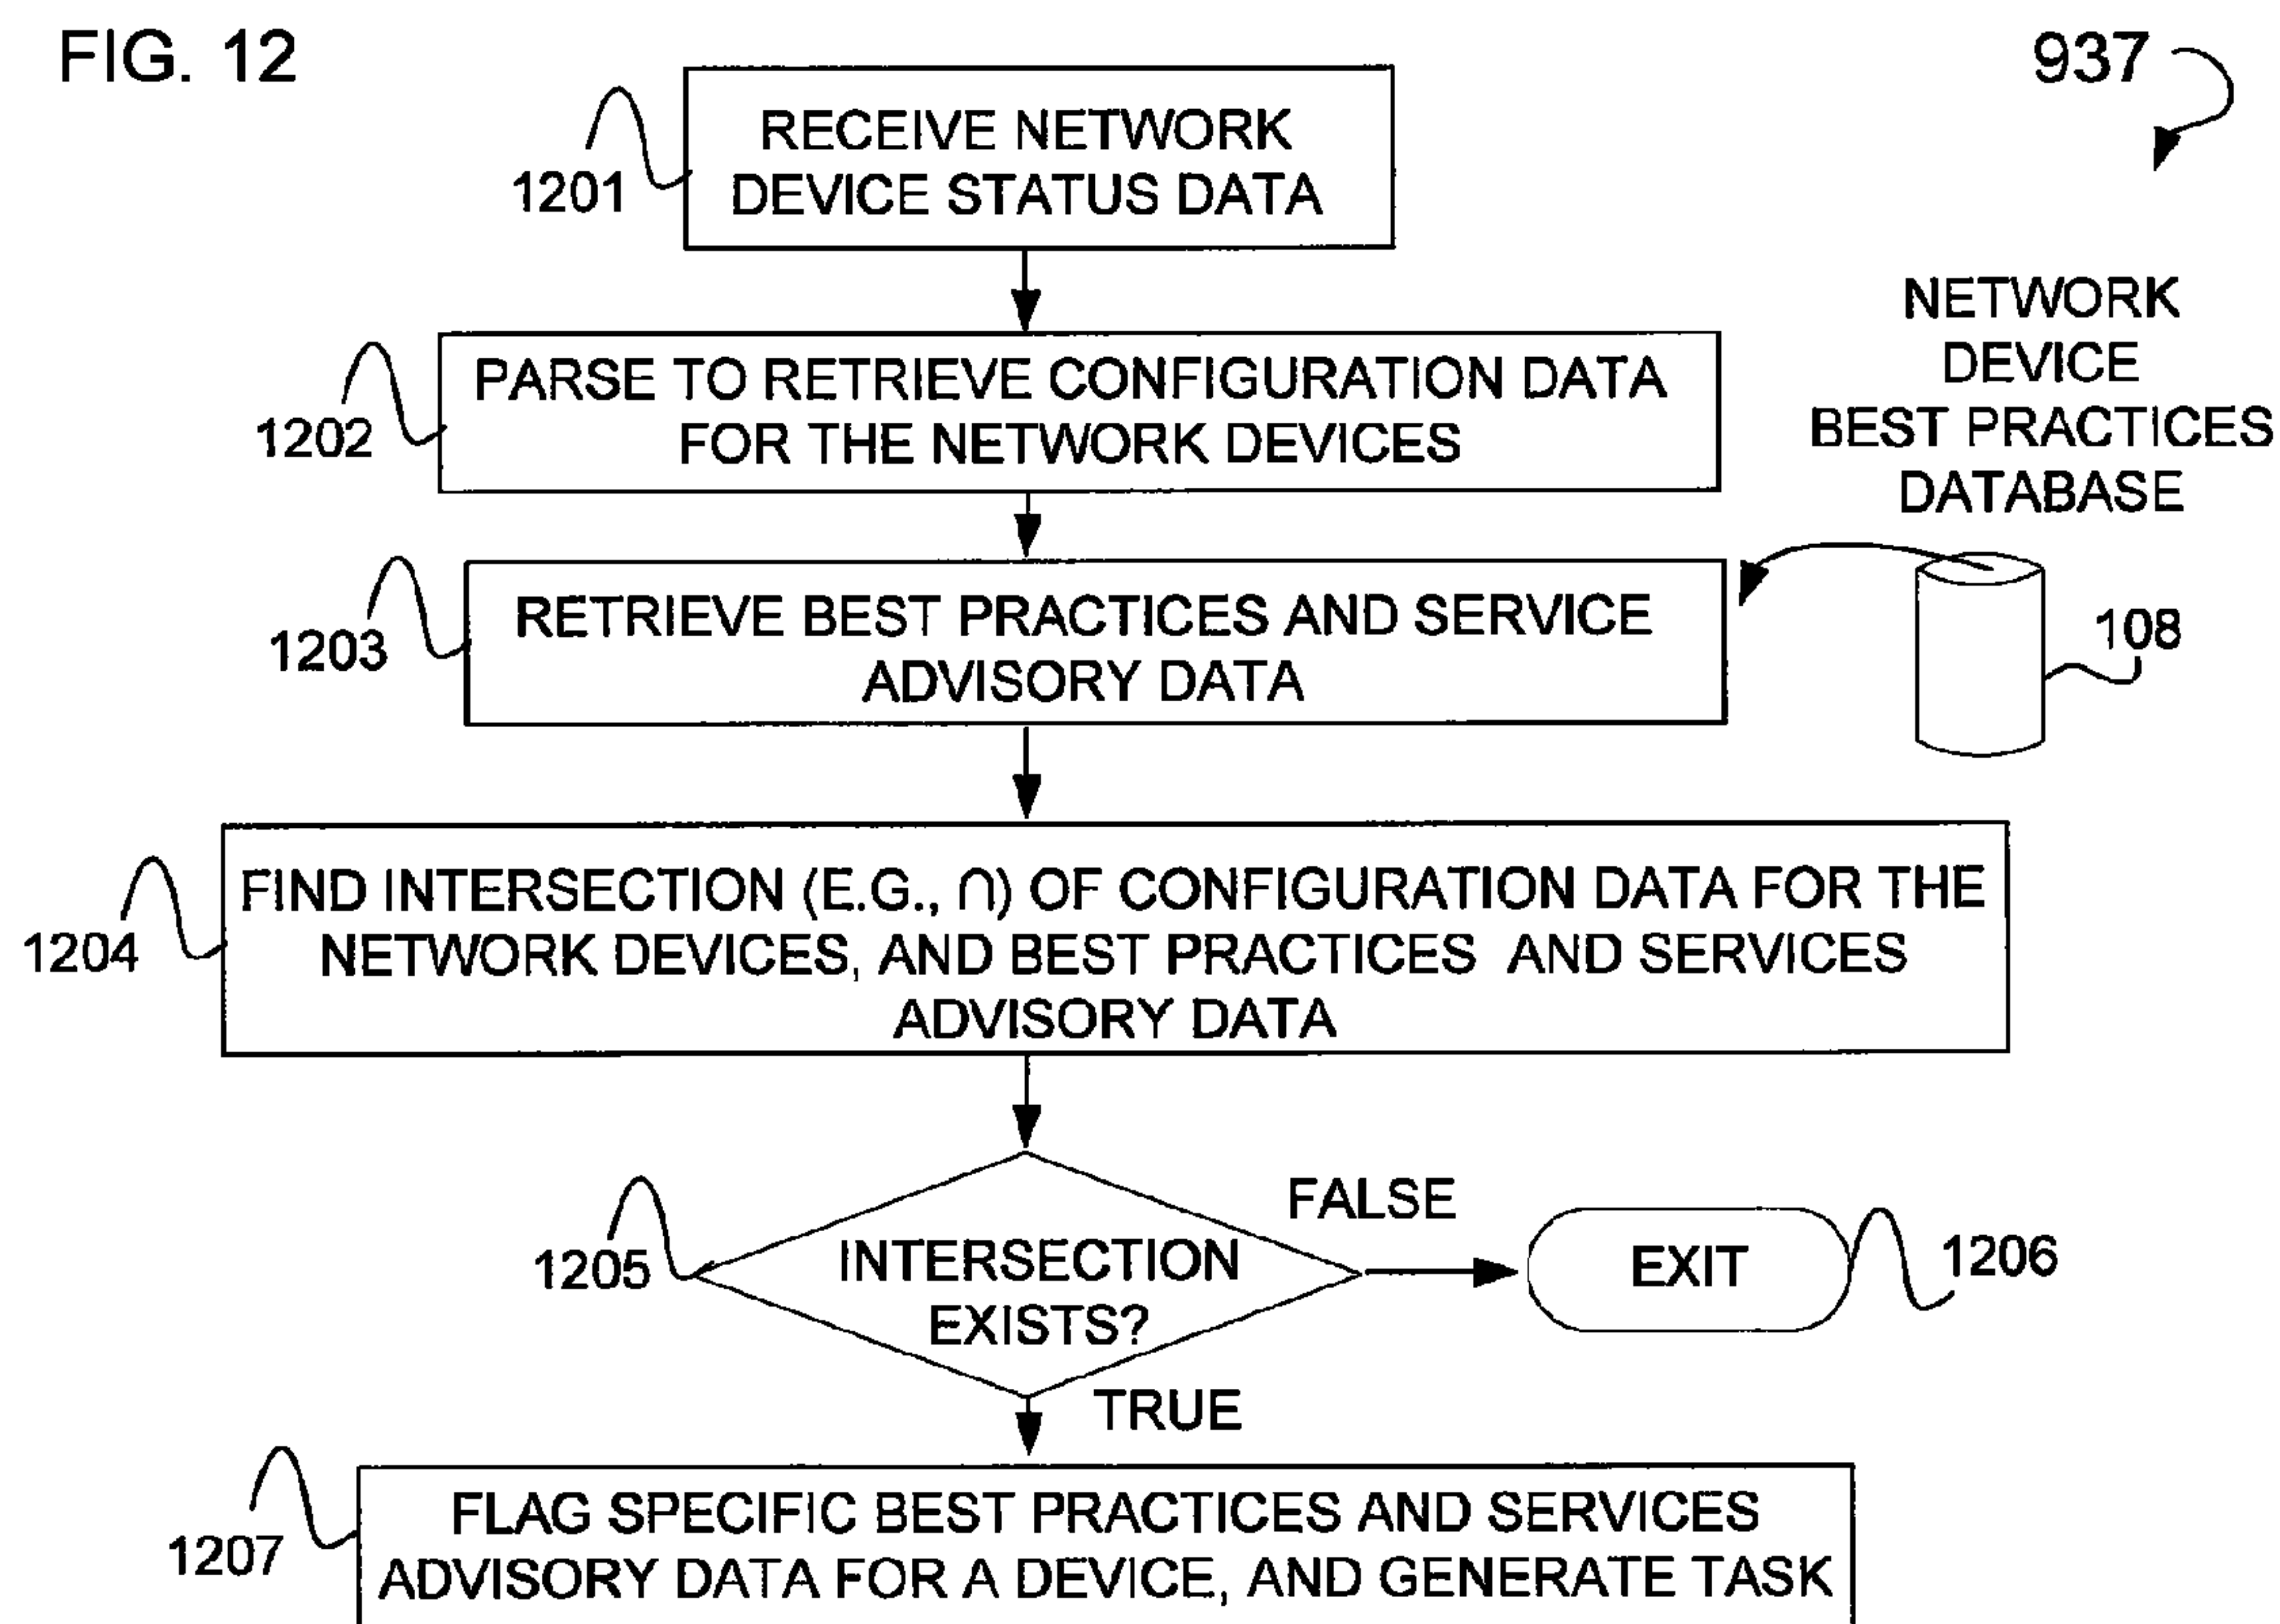 FIG. 12
937
RECEIVE NETWORK
DEVICE STATUS DATA
1201
PARSE TO RETRIEVE CONFIGURATION DATA
FOR THE NETWORK DEVICES
1202
NETWORK
DEVICE
BEST PRACTICES
DATABASE
RETRIEVE BEST PRACTICES AND SERVICE
ADVISORY DATA
1203
108
FIND INTERSECTION (E.G., ∩) OF CONFIGURATION DATA FOR THE
NETWORK DEVICES, AND BEST PRACTICES AND SERVICES
ADVISORY DATA
1204
INTERSECTION
EXISTS?
1205
FALSE
EXIT
1206
TRUE
FLAG SPECIFIC BEST PRACTICES AND SERVICES
ADVISORY DATA FOR A DEVICE, AND GENERATE TASK
1207